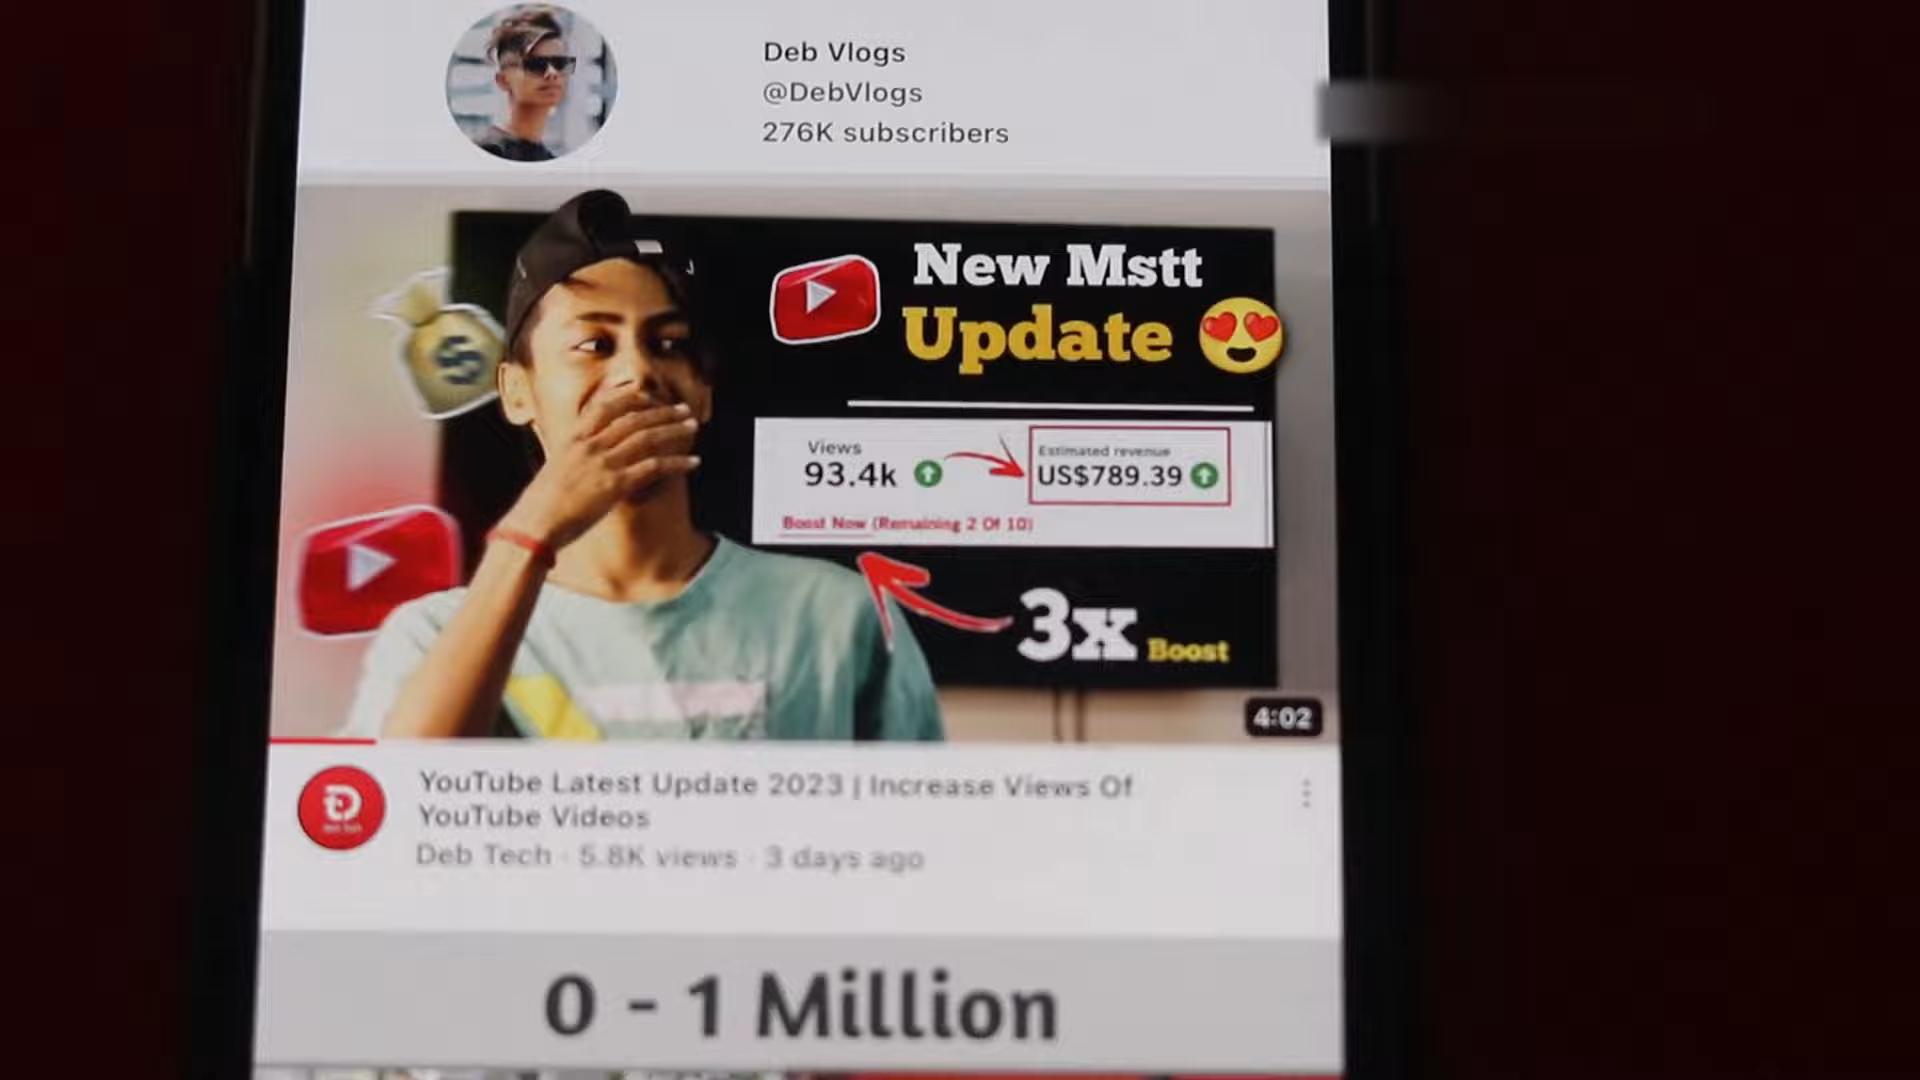 Deb Vlogs
@DebVlogs
276K subscribers
New Mstt
Update
Views
93.4k
Estimated revenue
US$789.39
Boost Now (Remaining 2 Of 10)
3x Boost
4:02
YouTube Latest Update 2023 | Increase Views Of
YouTube Videos
Deb Tech · 5.8K views · 3 days ago
0 - 1 Million